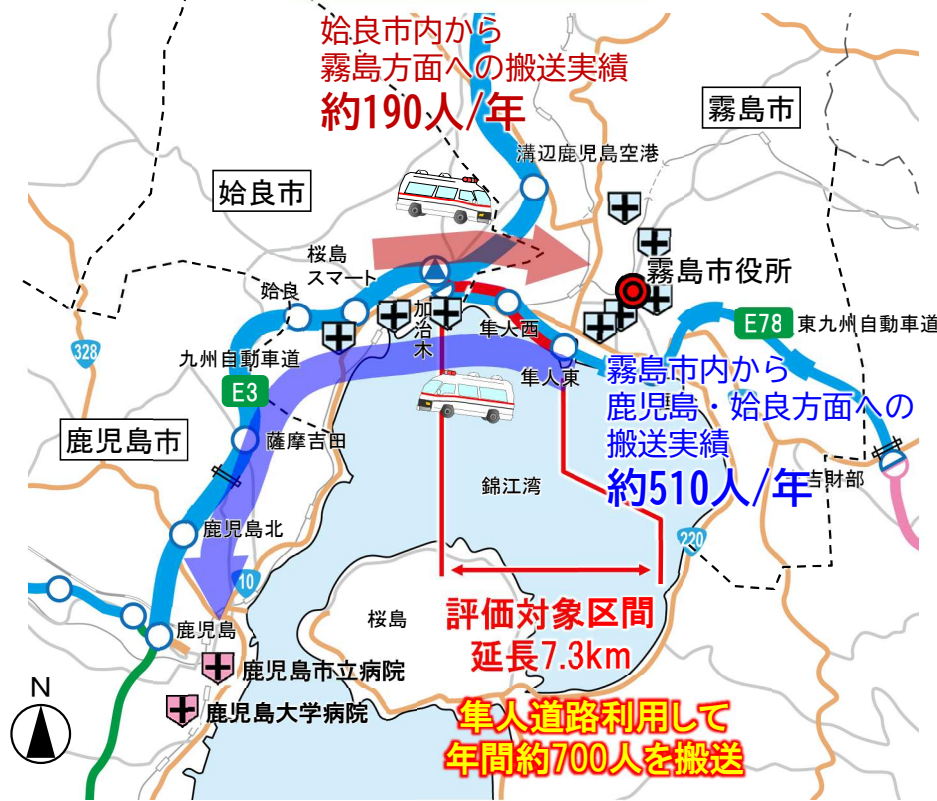 始良市内から
霧島方面への搬送実績
約190人/年
霧島市
溝辺鹿児島空港
姶良市
桜島
スマート
霧島市役所
姶良
加治木
隼人西
E78
東九州自動車道
328
九州自動車道
隼人東
霧島市内から
鹿児島・姶良方面への
搬送実績
約510人/年
E3
鹿児島市
薩摩吉田
錦江湾
鹿児島北
220
10
評価対象区間
延長7.3km
桜島
鹿児島
鹿児島市立病院
鹿児島大学病院
N
隼人道路利用して
年間約700人を搬送